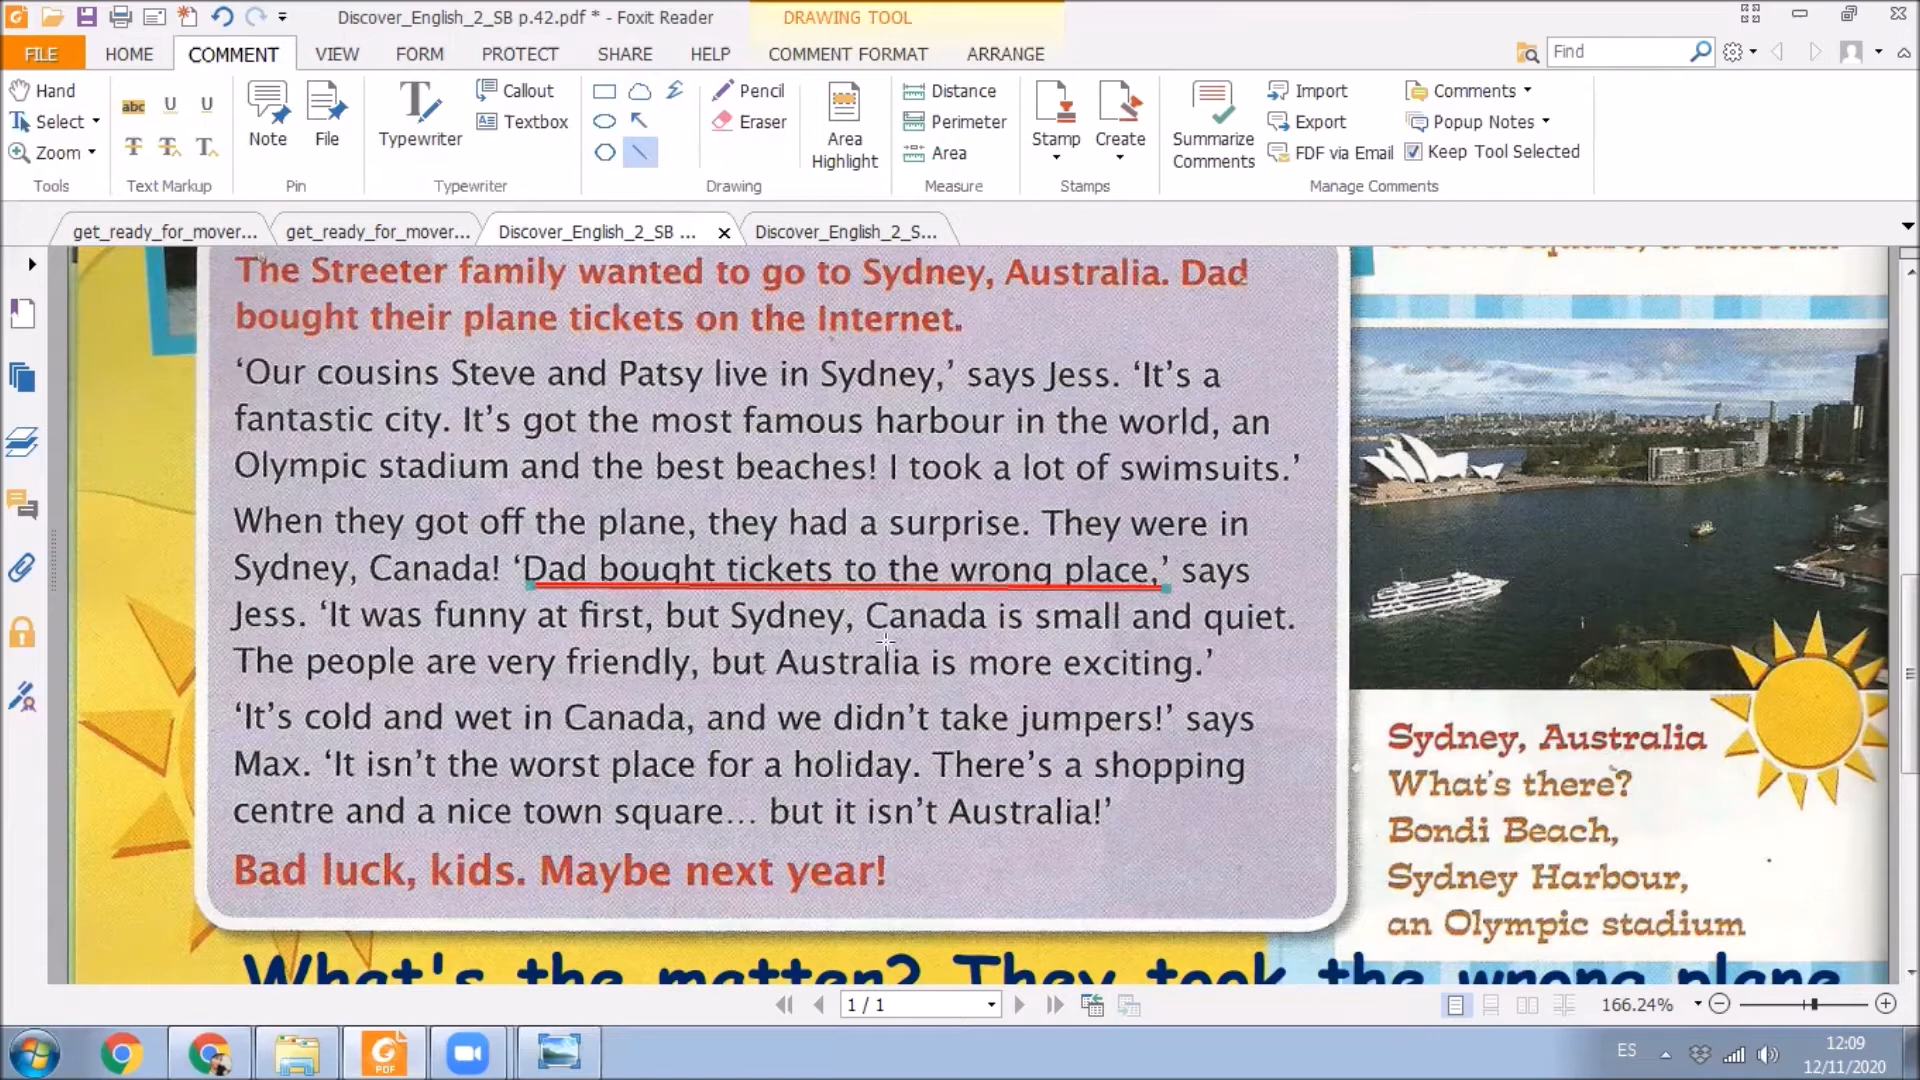 Discover_English_2_SB p.42.pdf * - Foxit Reader
DRAWING TOOL
FILE HOME COMMENT VIEW FORM PROTECT SHARE HELP COMMENT FORMAT ARRANGE
Find
Hand
Select
Zoom
Tools
abc U U
T T T
Text Markup
Note
File
Pin
Typewriter
Callout
Textbox
Typewriter
Pencil
Eraser
Drawing
Area
Highlight
Distance
Perimeter
Area
Measure
Stamp
Create
Stamps
Summarize
Comments
Import
Export
FDF via Email
Comments
Popup Notes
Keep Tool Selected
Manage Comments
get_ready_for_mover... get_ready_for_mover... Discover_English_2_SB ... Discover_English_2_S...
The Streeter family wanted to go to Sydney, Australia. Dad
bought their plane tickets on the Internet.
‘Our cousins Steve and Patsy live in Sydney,’ says Jess. ‘It’s a
fantastic city. It’s got the most famous harbour in the world, an
Olympic stadium and the best beaches! I took a lot of swimsuits.’
When they got off the plane, they had a surprise. They were in
Sydney, Canada! ‘Dad bought tickets to the wrong place,’ says
Jess. ‘It was funny at first, but Sydney, Canada is small and quiet.
The people are very friendly, but Australia is more exciting.’
‘It’s cold and wet in Canada, and we didn’t take jumpers!’ says
Max. ‘It isn’t the worst place for a holiday. There’s a shopping
centre and a nice town square... but it isn’t Australia!’
Bad luck, kids. Maybe next year!
Sydney, Australia
What’s there?
Bondi Beach,
Sydney Harbour,
an Olympic stadium
What's the matter? They took the wrong plane
1 / 1
166.24%
PDF
ES
12:09
12/11/2020